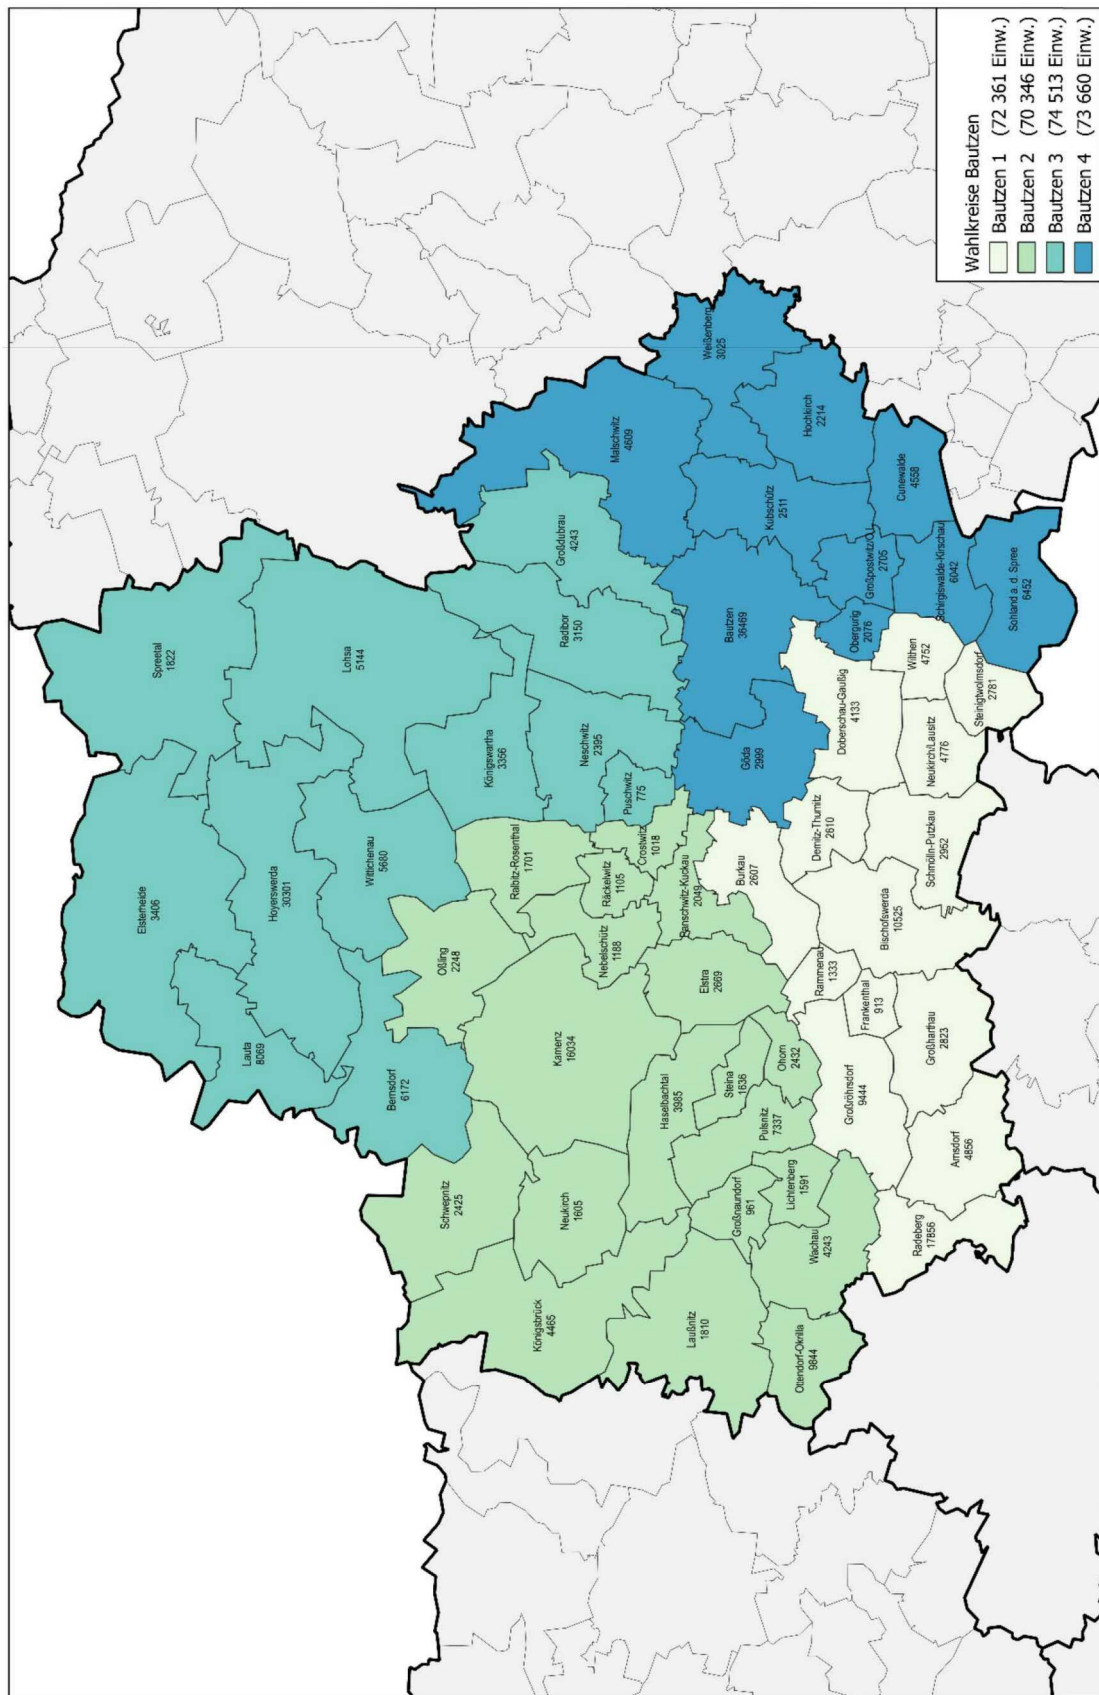 Spreetal
1822
Elsterheide
3406
Lohsa
5144
Hoyerswerda
30301
Lauta
8069
Wittichenau
5680
Bernsdorf
6172
Königswartha
3356
Großdubrau
4243
Radibor
3150
Neschwitz
2395
Puschwitz
775
Malschwitz
4609
Weißenberg
3025
Hochkirch
2214
Kubschütz
2511
Bautzen
36469
Göda
2999
Cunewalde
4558
Großpostwitz/O.L.
2705
Obergurig
2076
Schirgiswalde-Kirschau
6042
Sohland a. d. Spree
6452
Wilthen
4752
Steinigtwolmsdorf
2781
Doberschau-Gaußig
4133
Neukirch/Lausitz
4776
Demitz-Thumitz
2610
Schmölln-Putzkau
2952
Burkau
2607
Bischofswerda
10525
Rammenau
1333
Frankenthal
913
Großharthau
2823
Großröhrsdorf
9444
Arnsdorf
4856
Radeberg
17856
Oßling
2248
Ralbitz-Rosenthal
1701
Räckelwitz
1105
Crostwitz
1018
Nebelschütz
1188
Panschwitz-Kuckau
2049
Elstra
2669
Kamenz
16034
Schwepnitz
2425
Neukirch
1605
Königsbrück
4465
Haselbachtal
3985
Steina
1636
Ohorn
2432
Pulsnitz
7337
Großnaundorf
961
Lichtenberg
1591
Laußnitz
1810
Wachau
4243
Ottendorf-Okrilla
9844
Wahlkreise Bautzen
Bautzen 1 (72 361 Einw.)
Bautzen 2 (70 346 Einw.)
Bautzen 3 (74 513 Einw.)
Bautzen 4 (73 660 Einw.)